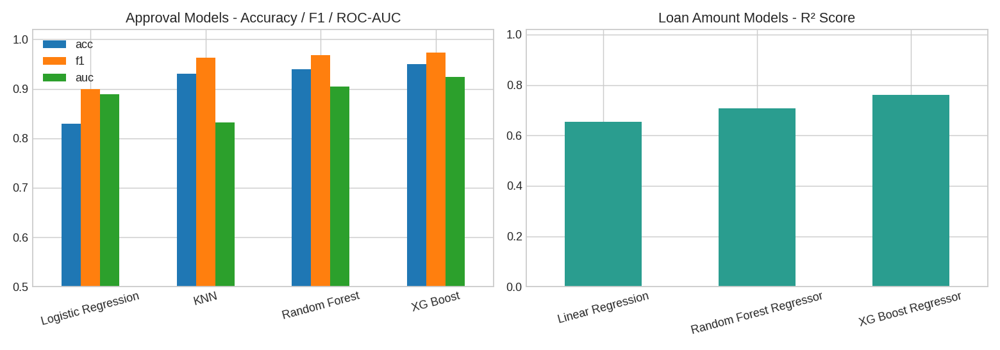 Approval Models - Accuracy / F1 / ROC-AUC
acc
f1
auc
1.0
0.9
0.8
0.7
0.6
0.5
Logistic Regression
KNN
Random Forest
XG Boost
Loan Amount Models - R² Score
1.0
0.8
0.6
0.4
0.2
0.0
Linear Regression
Random Forest Regressor
XG Boost Regressor